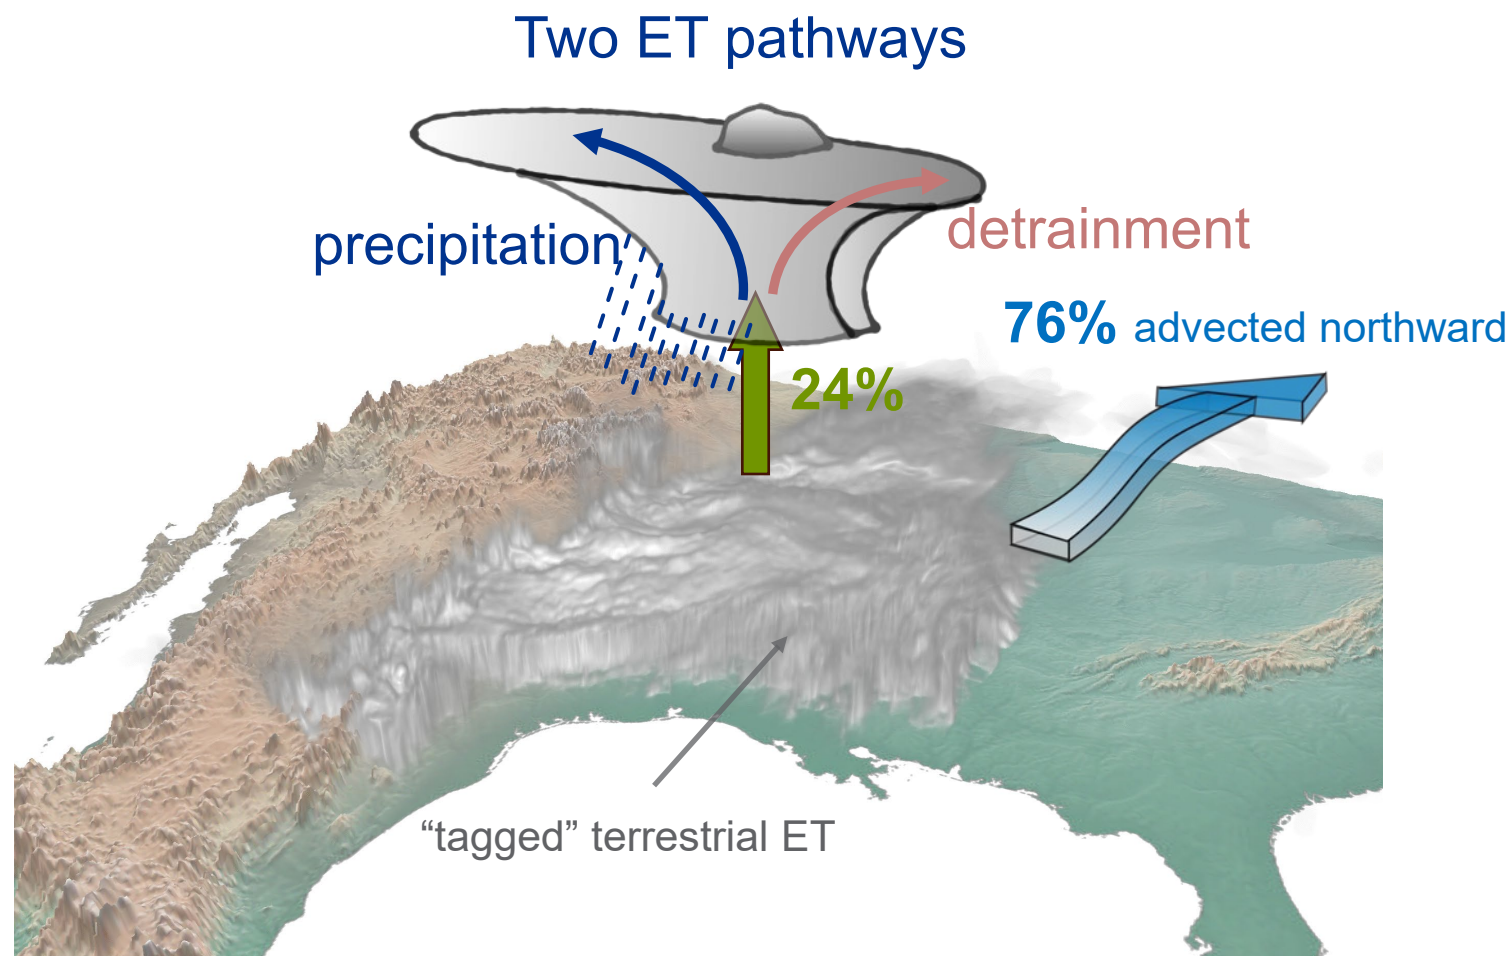 Two ET pathways
precipitation
detrainment
76% advected northward
24%
“tagged” terrestrial ET